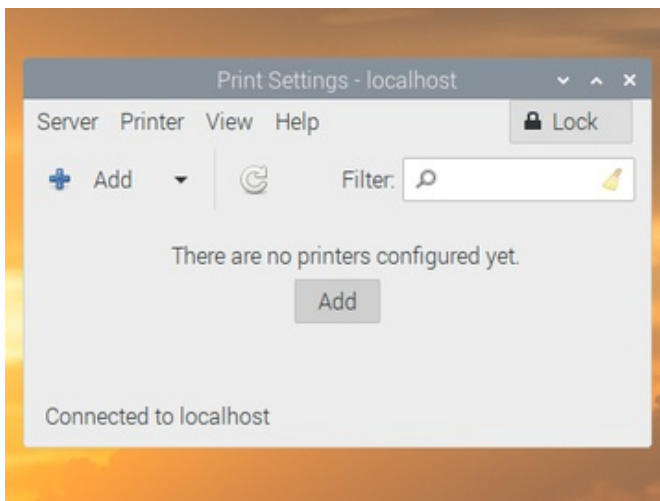 Print Settings - localhost
Server Printer View Help Lock
Add Filter:
There are no printers configured yet.
Add
Connected to localhost